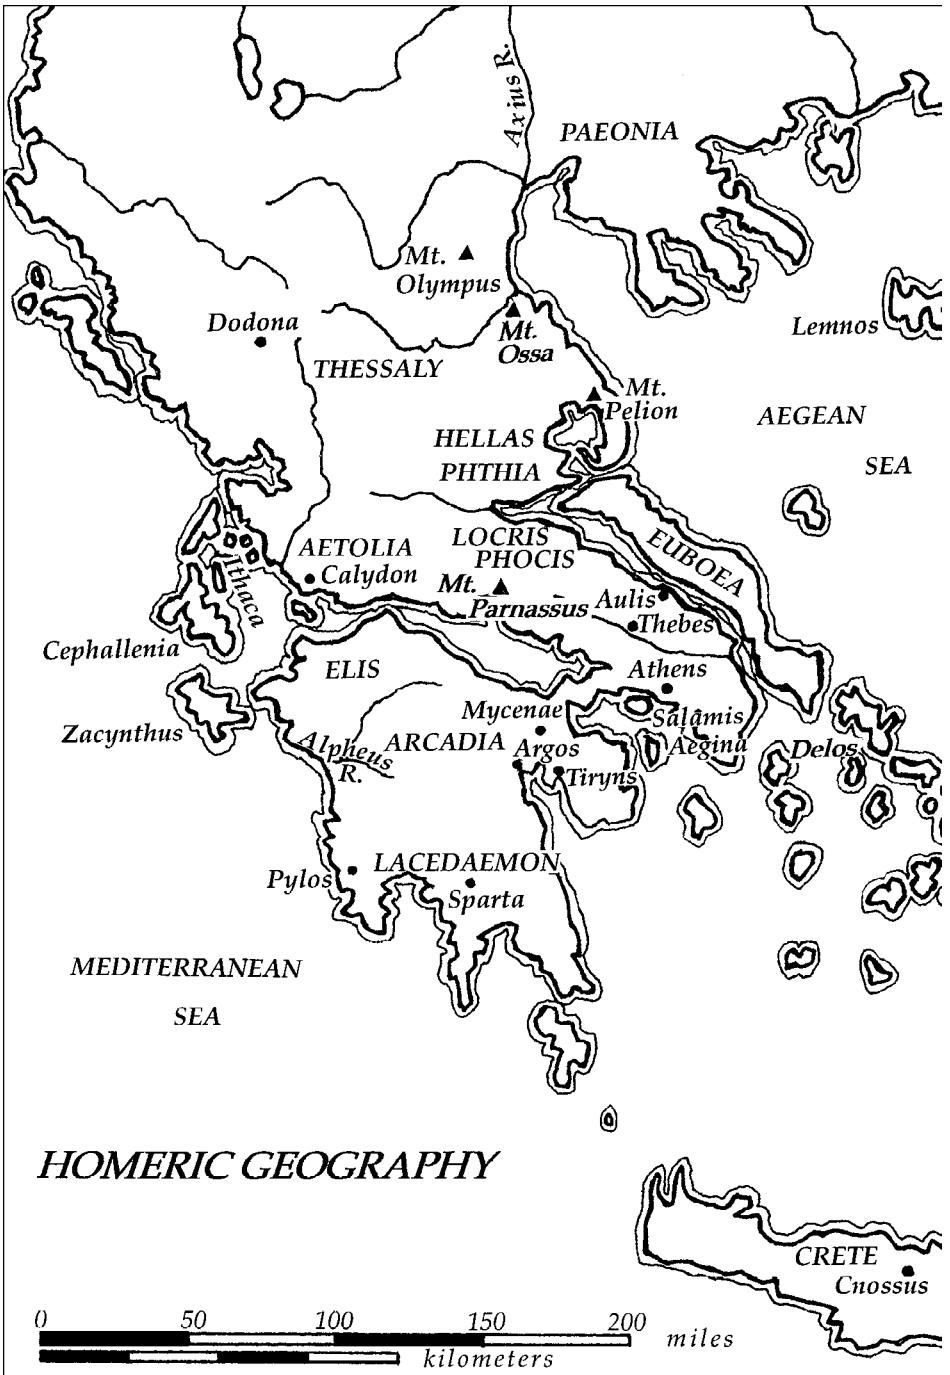 Axius R.
PAEONIA
Mt.
Olympus
Dodona
Mt.
Ossa
Lemnos
THESSALY
Mt.
Pelion
AEGEAN
SEA
HELLAS
PHTHIA
LOCRIS
PHOCIS
EUBOEA
AETOLIA
Calydon
Ithaca
Mt.
Parnassus
Aulis
Thebes
Cephallenia
ELIS
Athens
Zacynthus
Mycenae
Salamis
Alpheus
R.
ARCADIA
Argos
Aegina
Delos
Tiryns
LACEDAEMON
Pylos
Sparta
MEDITERRANEAN
SEA
HOMERIC GEOGRAPHY
CRETE
Cnossus
0 50 100 150 200 miles
kilometers